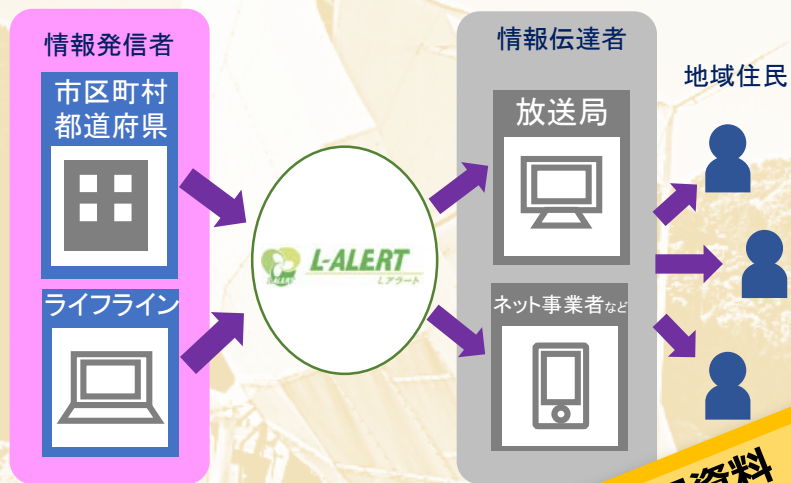 情報発信者
市区町村
都道府県
ライフライン
L-ALERT
Lアラート
情報伝達者
放送局
ネット事業者など
地域住民
資料